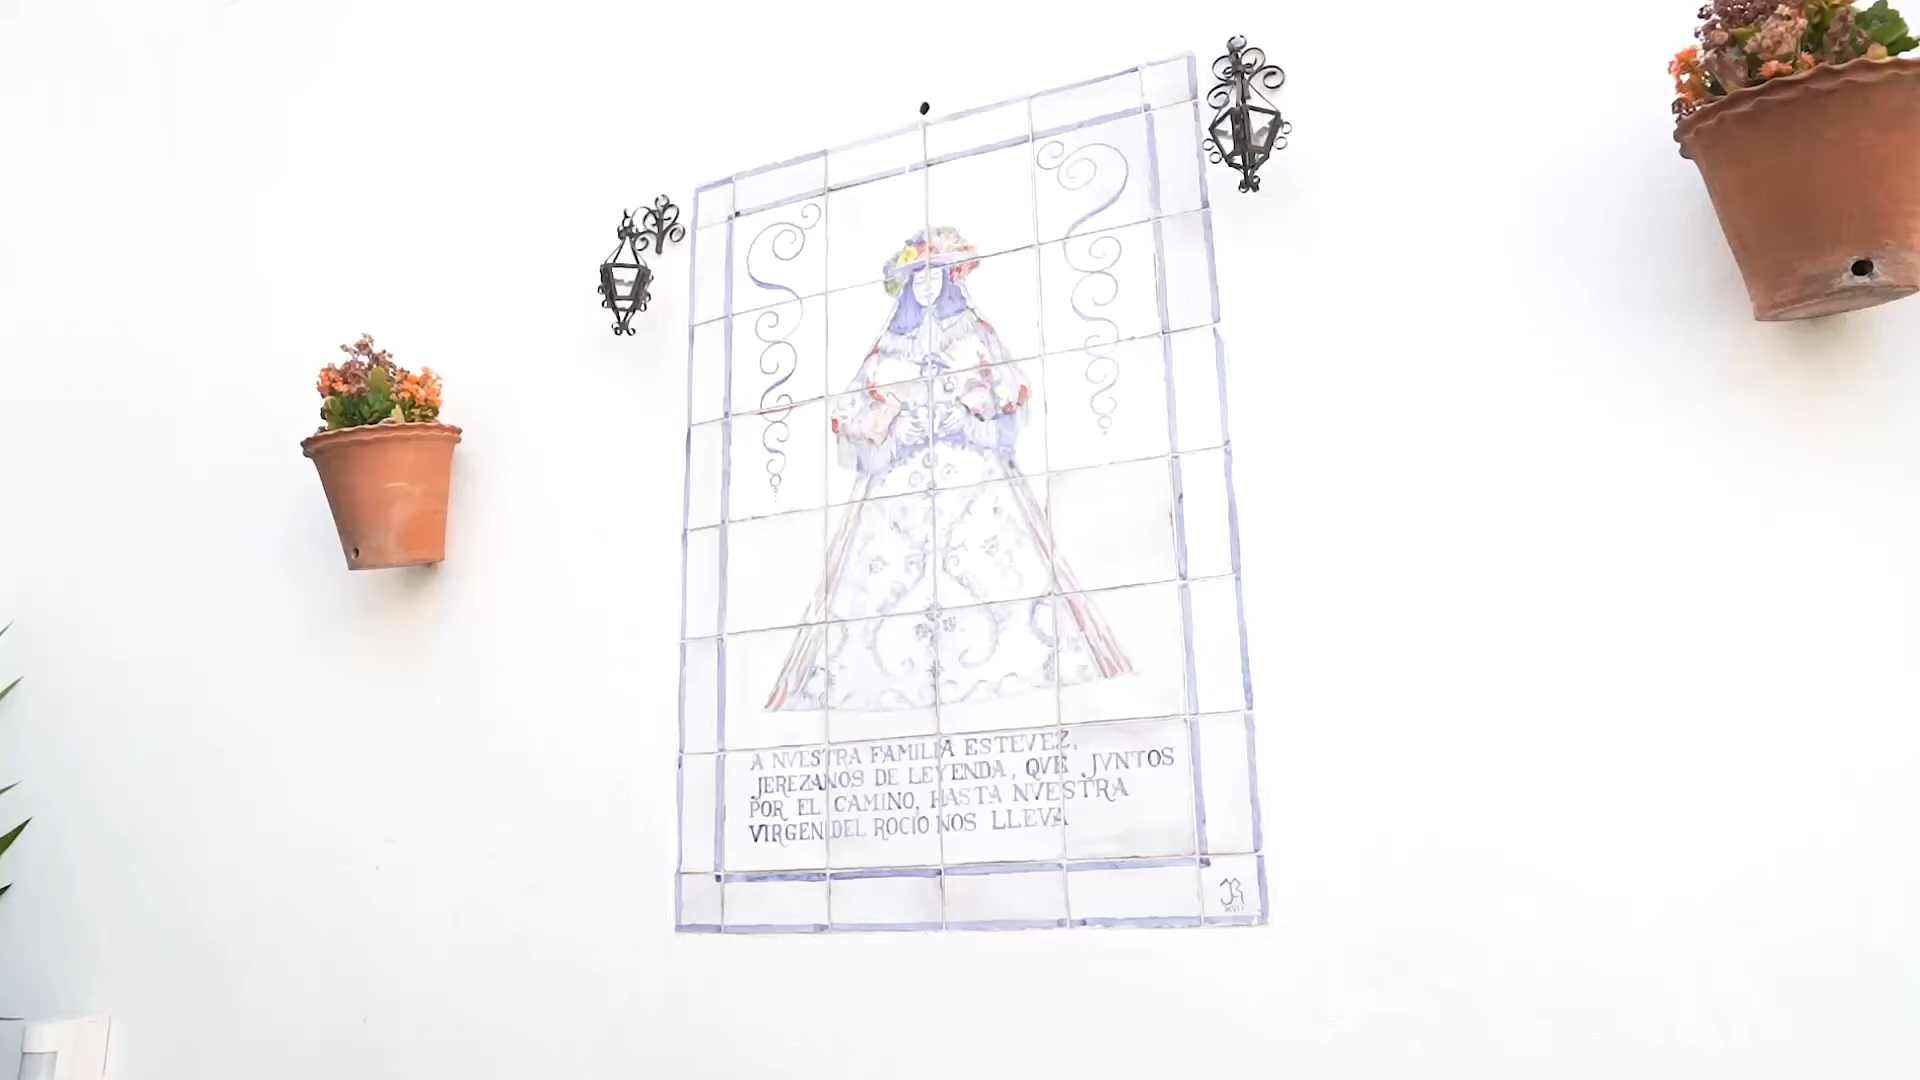 A NVESTRA FAMILIA ESTEVEZ,
JEREZANOS DE LEYENDA, QVE JVNTOS
POR EL CAMINO, HASTA NVESTRA
VIRGEN DEL ROCIO NOS LLEVA